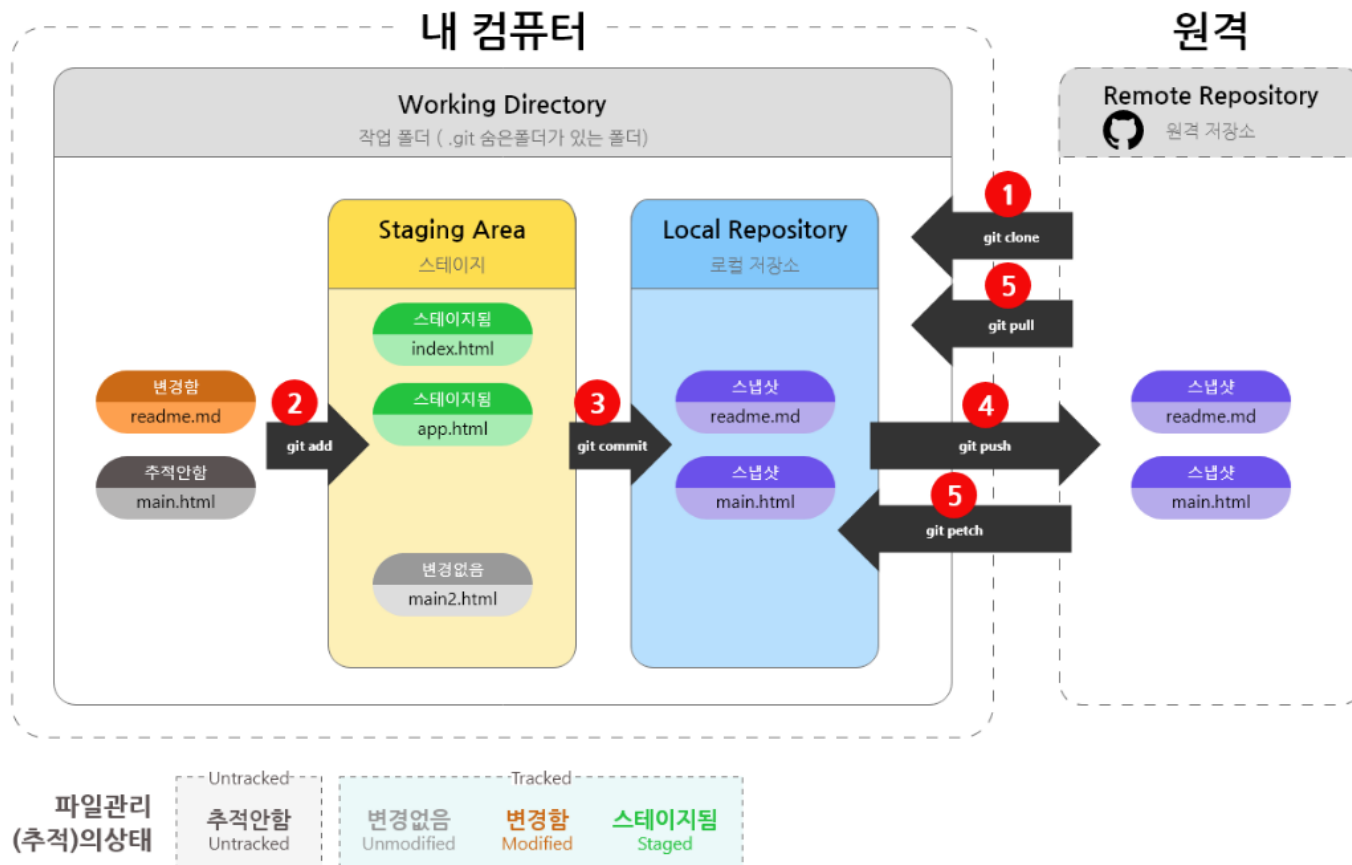 내 컴퓨터
원격
Working Directory
작업 폴더 ( .git 숨은폴더가 있는 폴더)
Remote Repository
원격 저장소
1
git clone
Staging Area
스테이지
Local Repository
로컬 저장소
5
git pull
스테이지됨
index.html
변경함
readme.md
2
git add
스테이지됨
app.html
3
git commit
스냅샷
readme.md
4
git push
스냅샷
readme.md
추적안함
main.html
스냅샷
main.html
5
git petch
스냅샷
main.html
변경없음
main2.html
파일관리
(추적)의상태
Untracked
추적안함
Untracked
Tracked
변경없음
Unmodified
변경함
Modified
스테이지됨
Staged